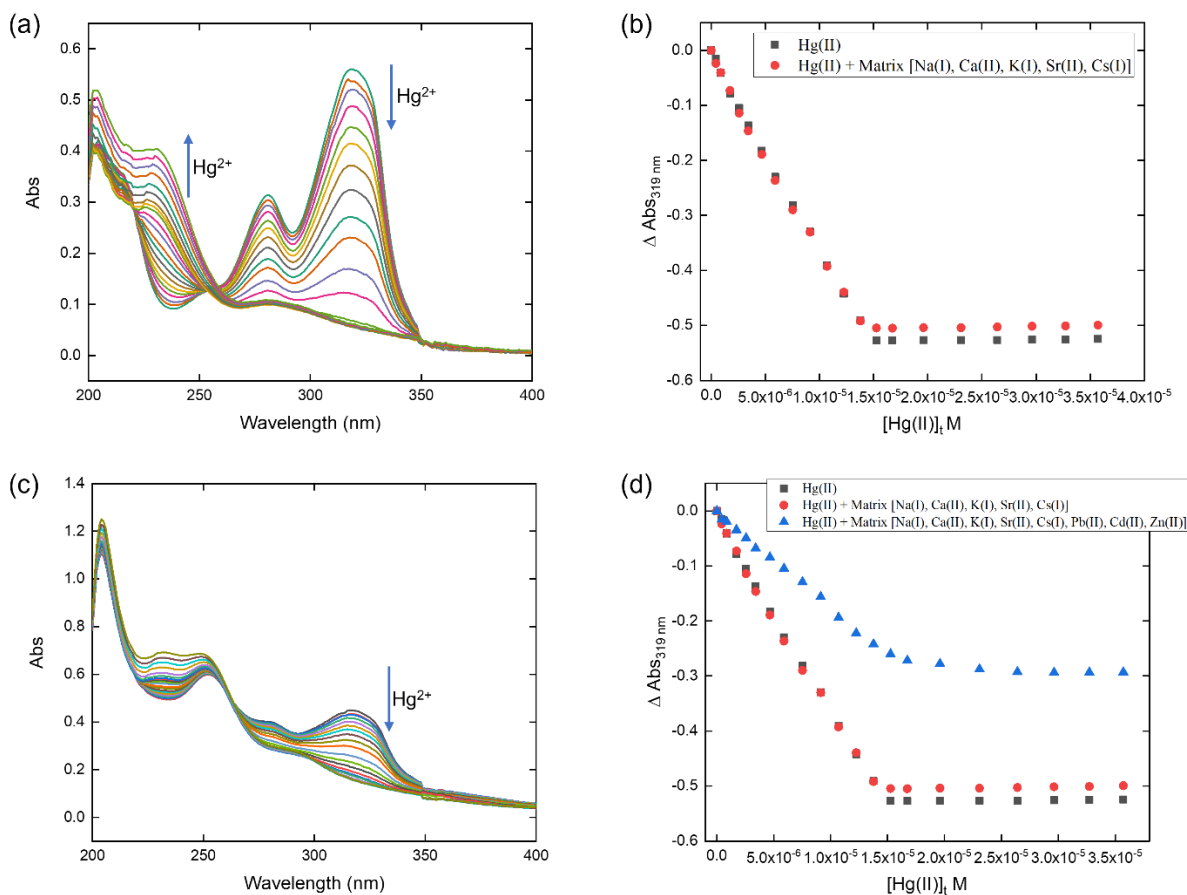 (a)
0.6
0.5
0.4
0.3
0.2
0.1
0.0
Abs
Hg²⁺
Hg²⁺
200 250 300 350 400
Wavelength (nm)
(b)
Hg(II)
Hg(II) + Matrix [Na(I), Ca(II), K(I), Sr(II), Cs(I)]
0.0
-0.1
-0.2
-0.3
-0.4
-0.5
-0.6
Δ Abs₃₁₉ ₙₘ
0.0 5.0x10⁻⁶ 1.0x10⁻⁵ 1.5x10⁻⁵ 2.0x10⁻⁵ 2.5x10⁻⁵ 3.0x10⁻⁵ 3.5x10⁻⁵ 4.0x10⁻⁵
[Hg(II)]ₜ M
(c)
1.4
1.2
1.0
0.8
0.6
0.4
0.2
0.0
Abs
Hg²⁺
200 250 300 350 400
Wavelength (nm)
(d)
Hg(II)
Hg(II) + Matrix [Na(I), Ca(II), K(I), Sr(II), Cs(I)]
Hg(II) + Matrix [Na(I), Ca(II), K(I), Sr(II), Cs(I), Pb(II), Cd(II), Zn(II)]
0.0
-0.1
-0.2
-0.3
-0.4
-0.5
-0.6
Δ Abs₃₁₉ ₙₘ
0.0 5.0x10⁻⁶ 1.0x10⁻⁵ 1.5x10⁻⁵ 2.0x10⁻⁵ 2.5x10⁻⁵ 3.0x10⁻⁵ 3.5x10⁻⁵
[Hg(II)]ₜ M